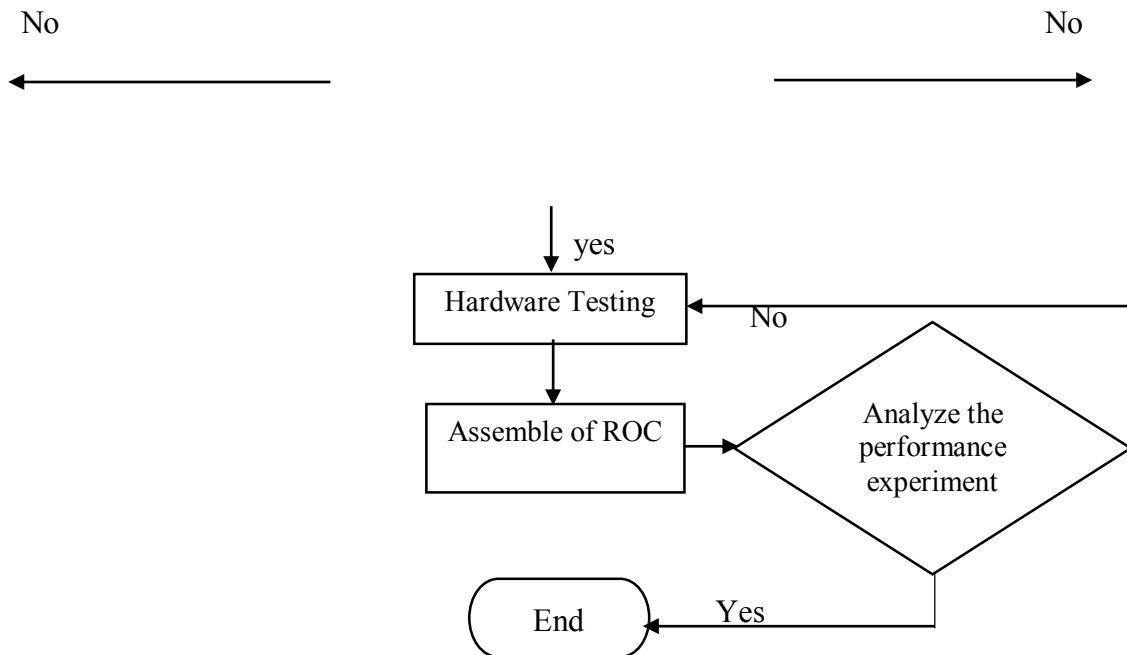 No
No
yes
Hardware Testing
No
Assemble of ROC
Analyze the
performance
experiment
End
Yes